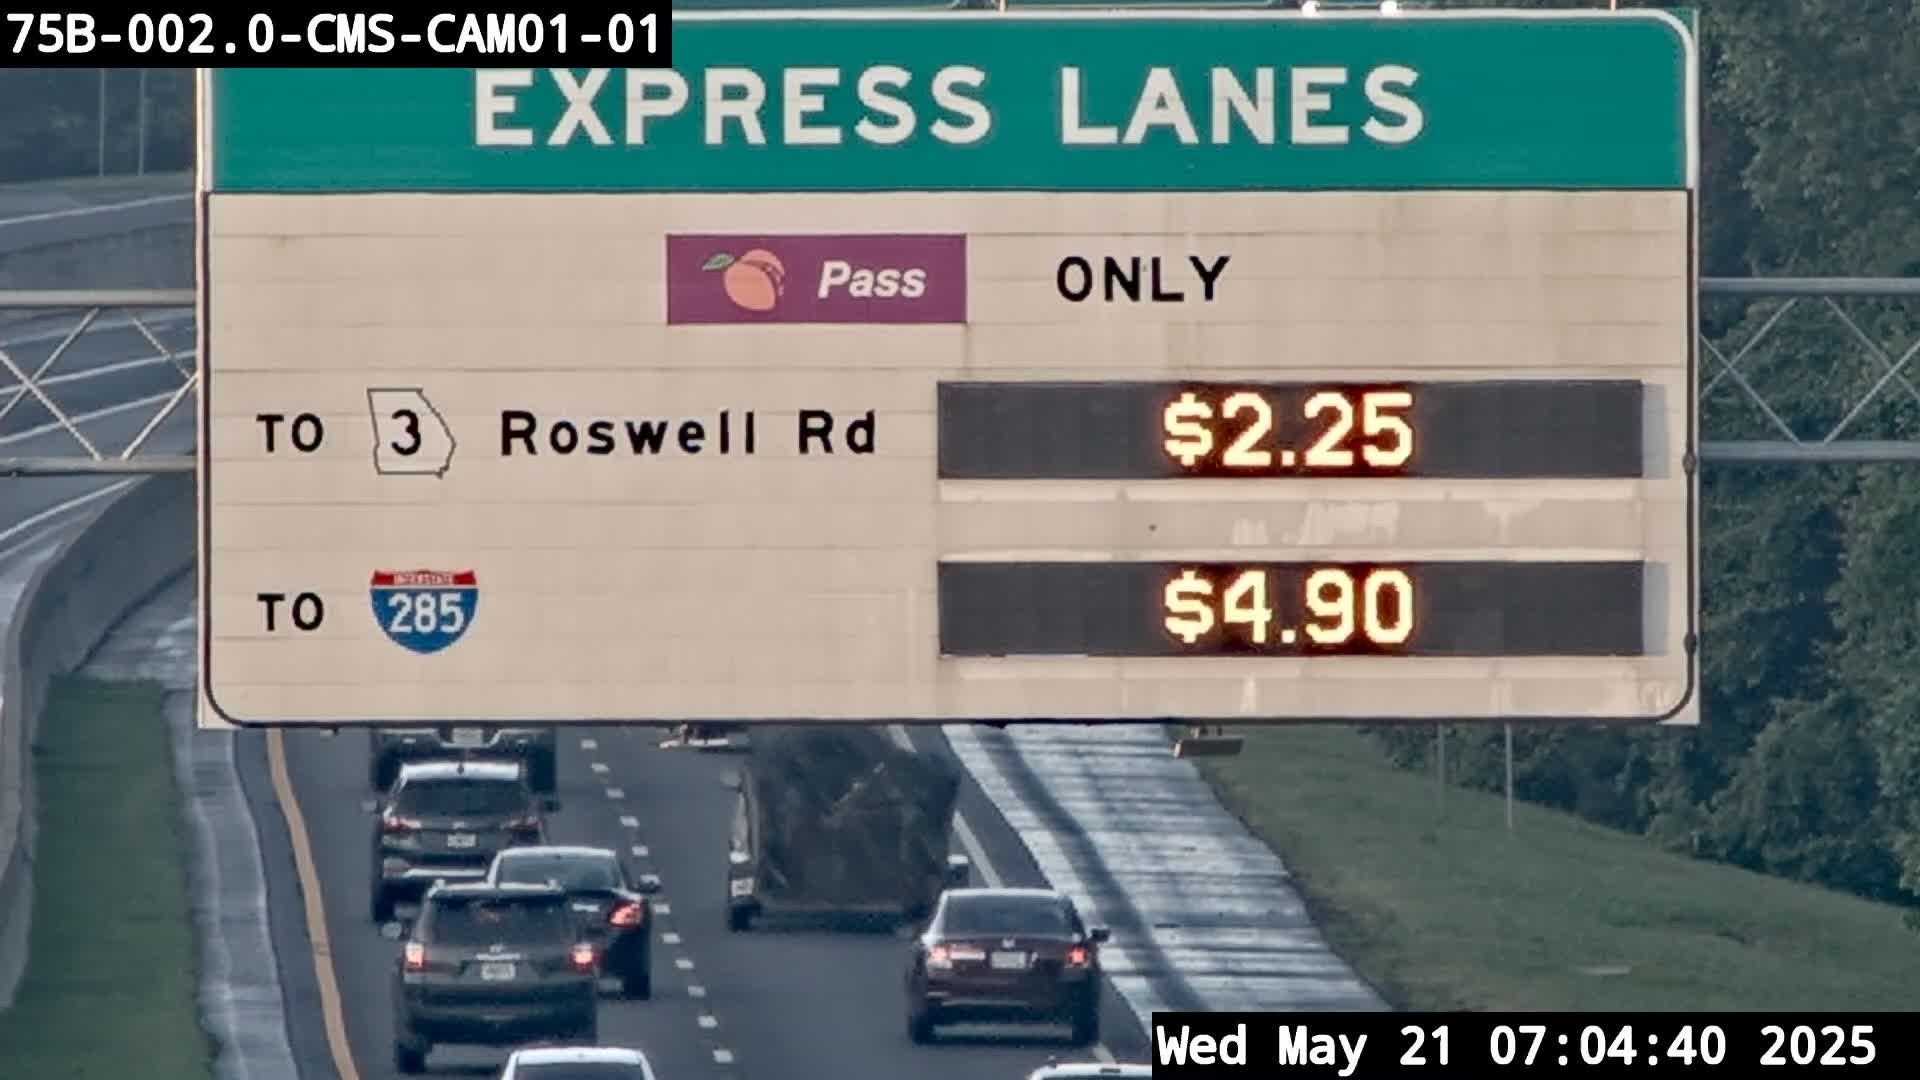 75B-002.0-CMS-CAM01-01
EXPRESS LANES
Pass ONLY
TO 3 Roswell Rd $2.25
INTERSTATE
TO 285 $4.90
Wed May 21 07:04:40 2025